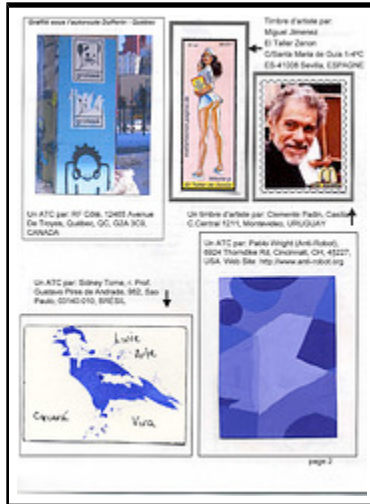 Graffiti sous l'autoroute Dufferin - Québec
Timbre d'artiste par:
Miguel Jimenez
El Taller Zenon
C/Santa Maria de Guia 1-4ºC
ES-41008 Sevilla, ESPAGNE
Un ATC par: RF Côté, 12465 Avenue
De Troyes, Québec, QC, G2A 3C9,
CANADA
Un timbre d'artiste par: Clemente Padin, Casilla
C.Central 1211, Montevideo, URUGUAY
Un ATC par: Pablo Wright (Anti-Robot),
6924 Thorndike Rd, Cincinnati, OH, 45227,
USA. Web Site: http://www.anti-robot.org
Un ATC par: Sidney Tome, r. Prof.
Gustavo Pires de Andrade, 962, Sao
Paulo, 03140-010, BRÉSIL
Livie
Arte
Viva
page 2